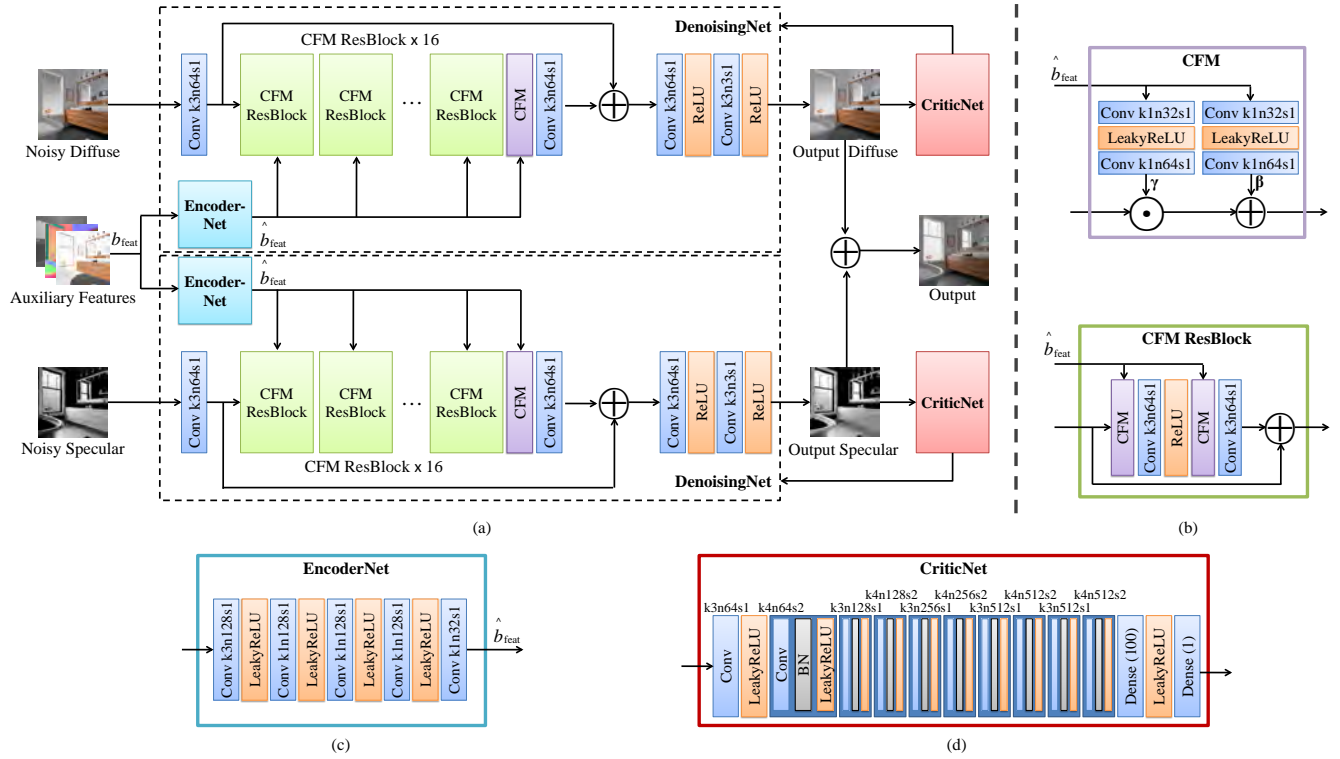 DenoisingNet
CFM ResBlock x 16
Conv k3n64s1
CFM
ResBlock
CFM
ResBlock
...
CFM
ResBlock
CFM
Conv k3n64s1
Conv k3n64s1
ReLU
Conv k3n3s1
ReLU
CriticNet
Noisy Diffuse
Output Diffuse
Encoder-
Net
b̂feat
bfeat
Auxiliary Features
Encoder-
Net
b̂feat
Output
Conv k3n64s1
CFM
ResBlock
CFM
ResBlock
...
CFM
ResBlock
CFM
Conv k3n64s1
Conv k3n64s1
ReLU
Conv k3n3s1
ReLU
CriticNet
Noisy Specular
Output Specular
CFM ResBlock x 16
DenoisingNet
(a)
CFM
b̂feat
Conv k1n32s1
Conv k1n32s1
LeakyReLU
LeakyReLU
Conv k1n64s1
Conv k1n64s1
γ
β
CFM ResBlock
b̂feat
CFM
Conv k3n64s1
ReLU
CFM
Conv k3n64s1
(b)
EncoderNet
Conv k3n128s1
LeakyReLU
Conv k1n128s1
LeakyReLU
Conv k1n128s1
LeakyReLU
Conv k1n128s1
LeakyReLU
Conv k1n32s1
b̂feat
(c)
CriticNet
k4n128s2 k4n256s2 k4n512s2 k4n512s2
k3n64s1 k4n64s2 k3n128s1 k3n256s1 k3n512s1 k3n512s1
Conv
LeakyReLU
Conv
BN
LeakyReLU
Dense (100)
LeakyReLU
Dense (1)
(d)